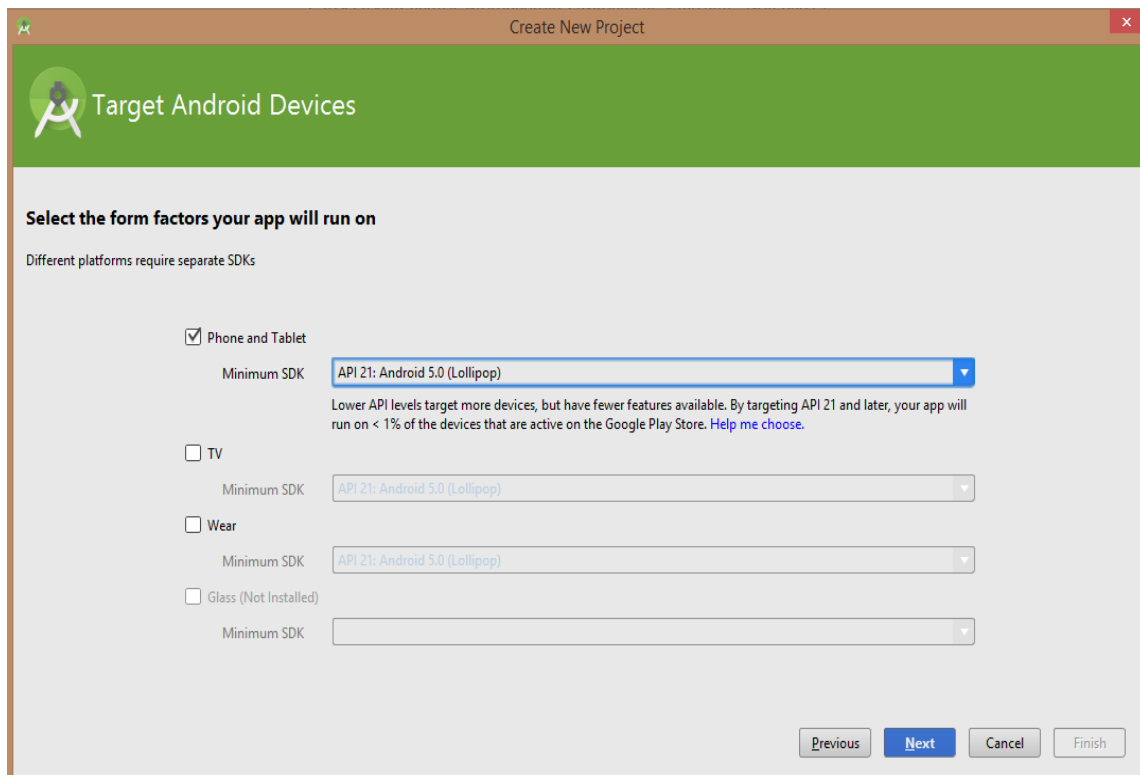 Create New Project
x
Target Android Devices
Select the form factors your app will run on
Different platforms require separate SDKs
Phone and Tablet
Minimum SDK API 21: Android 5.0 (Lollipop)
Lower API levels target more devices, but have fewer features available. By targeting API 21 and later, your app will
run on < 1% of the devices that are active on the Google Play Store. Help me choose.
TV
Minimum SDK API 21: Android 5.0 (Lollipop)
Wear
Minimum SDK API 21: Android 5.0 (Lollipop)
Glass (Not Installed)
Minimum SDK
Previous Next Cancel Finish